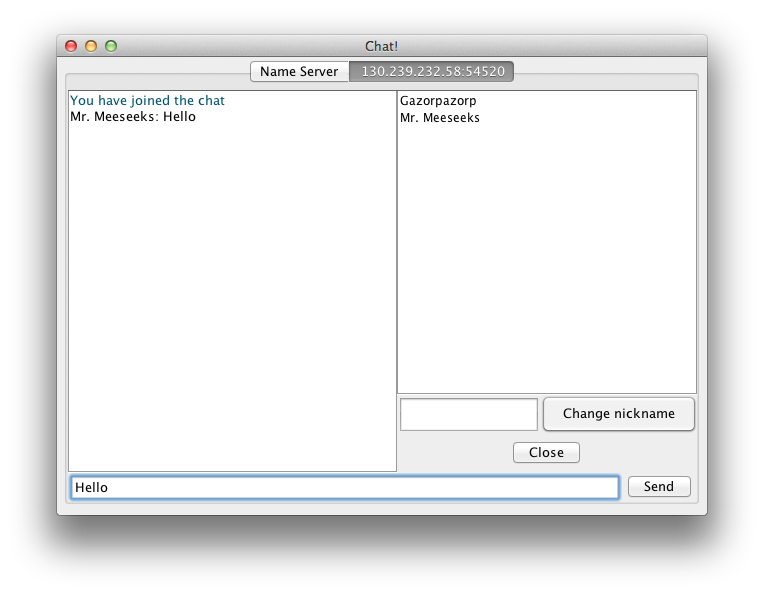 Chat!
Name Server
130.239.232.58:54520
You have joined the chat
Mr. Meeseeks: Hello
Gazorpazorp
Mr. Meeseeks
Change nickname
Close
Hello
Send